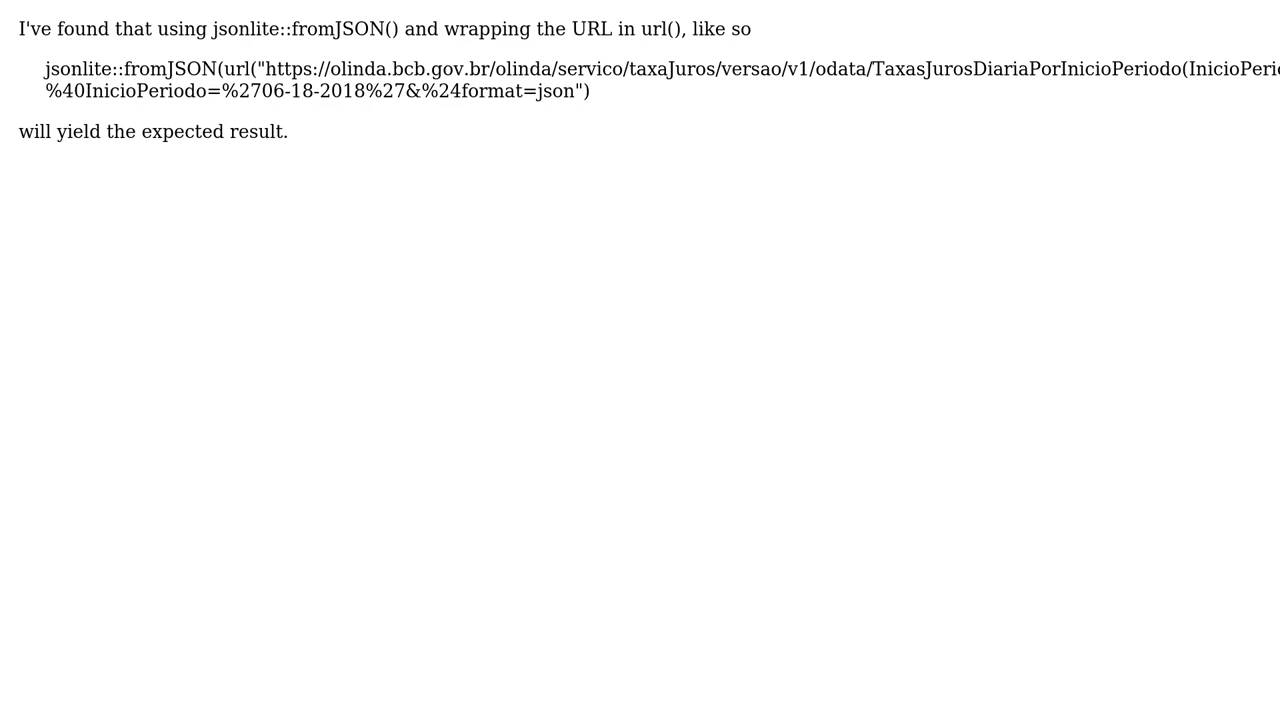 I've found that using jsonlite::fromJSON() and wrapping the URL in url(), like so
jsonlite::fromJSON(url("https://olinda.bcb.gov.br/olinda/servico/taxaJuros/versao/v1/odata/TaxasJurosDiariaPorInicioPeriodo(InicioPeri
%40InicioPeriodo=%2706-18-2018%27&%24format=json")
will yield the expected result.